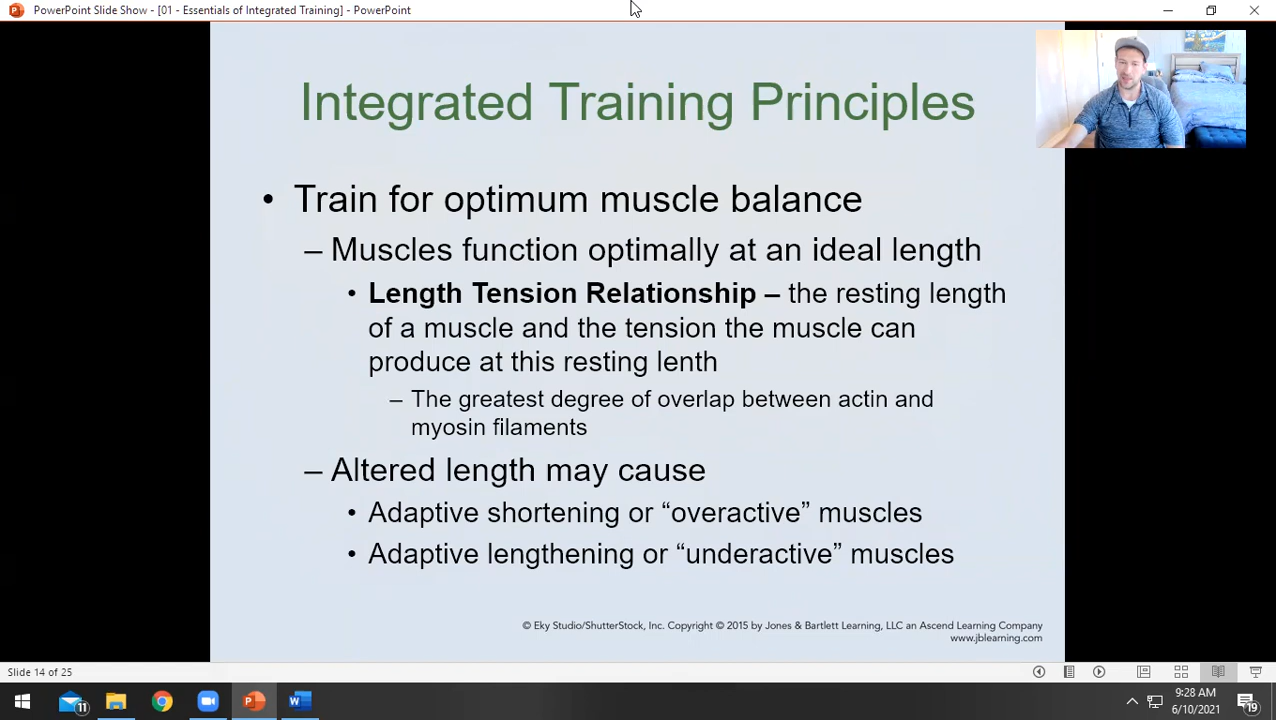 PowerPoint Slide Show - [01 - Essentials of Integrated Training] - PowerPoint
Integrated Training Principles
• Train for optimum muscle balance
– Muscles function optimally at an ideal length
• Length Tension Relationship – the resting length
of a muscle and the tension the muscle can
produce at this resting lenth
– The greatest degree of overlap between actin and
myosin filaments
– Altered length may cause
• Adaptive shortening or “overactive” muscles
• Adaptive lengthening or “underactive” muscles
© Eky Studio/ShutterStock, Inc. Copyright © 2015 by Jones & Bartlett Learning, LLC an Ascend Learning Company
www.jblearning.com
Slide 14 of 25
11
9:28 AM
6/10/2021
19